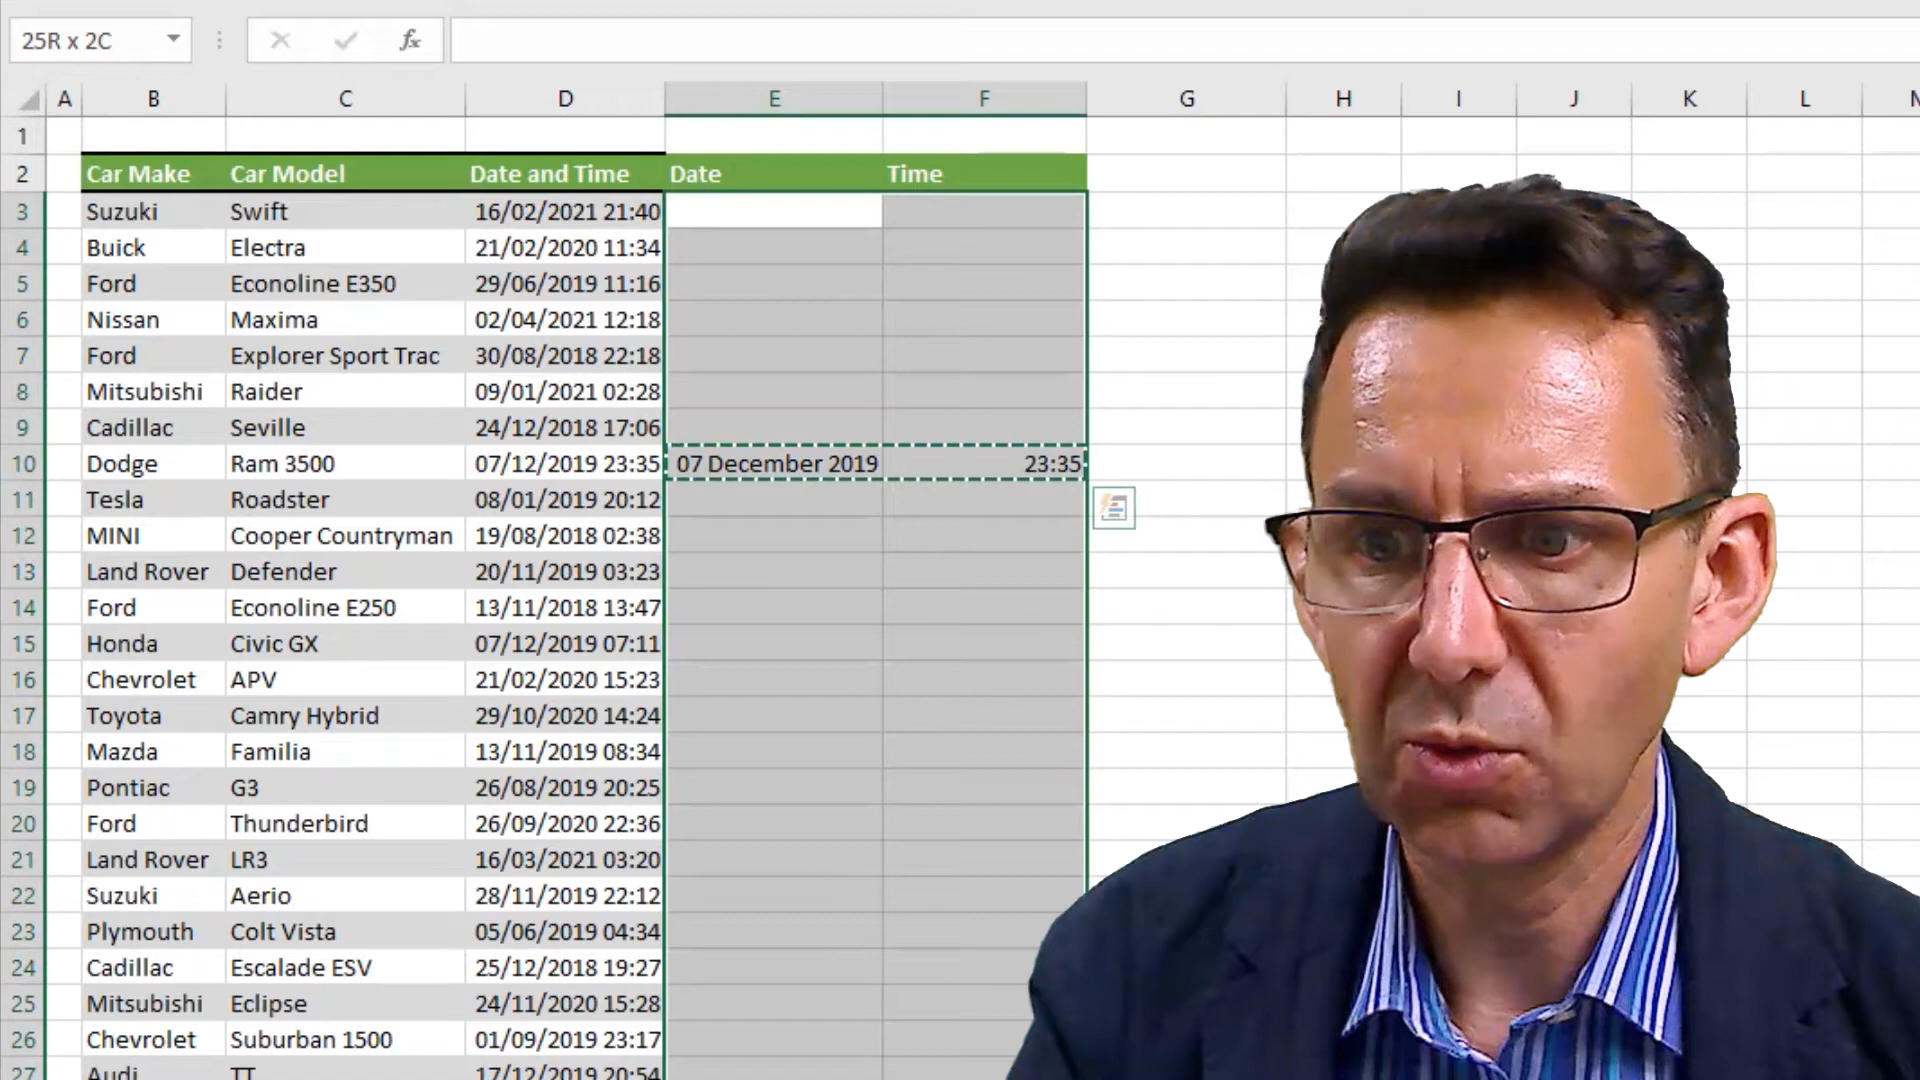 25R x 2C fx
A B C D E F G H I J K L
1
2 Car Make Car Model Date and Time Date Time
3 Suzuki Swift 16/02/2021 21:40
4 Buick Electra 21/02/2020 11:34
5 Ford Econoline E350 29/06/2019 11:16
6 Nissan Maxima 02/04/2021 12:18
7 Ford Explorer Sport Trac 30/08/2018 22:18
8 Mitsubishi Raider 09/01/2021 02:28
9 Cadillac Seville 24/12/2018 17:06
10 Dodge Ram 3500 07/12/2019 23:35 07 December 2019 23:35
11 Tesla Roadster 08/01/2019 20:12
12 MINI Cooper Countryman 19/08/2018 02:38
13 Land Rover Defender 20/11/2019 03:23
14 Ford Econoline E250 13/11/2018 13:47
15 Honda Civic GX 07/12/2019 07:11
16 Chevrolet APV 21/02/2020 15:23
17 Toyota Camry Hybrid 29/10/2020 14:24
18 Mazda Familia 13/11/2019 08:34
19 Pontiac G3 26/08/2019 20:25
20 Ford Thunderbird 26/09/2020 22:36
21 Land Rover LR3 16/03/2021 03:20
22 Suzuki Aerio 28/11/2019 22:12
23 Plymouth Colt Vista 05/06/2019 04:34
24 Cadillac Escalade ESV 25/12/2018 19:27
25 Mitsubishi Eclipse 24/11/2020 15:28
26 Chevrolet Suburban 1500 01/09/2019 23:17
27 Audi TT 17/12/2019 20:54